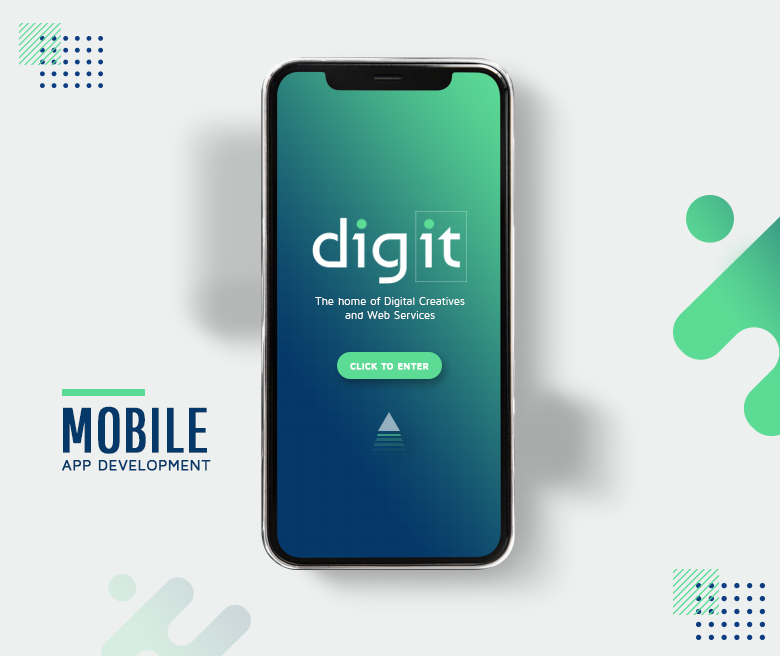 digit
The home of Digital Creatives
and Web Services
CLICK TO ENTER
MOBILE
APP DEVELOPMENT